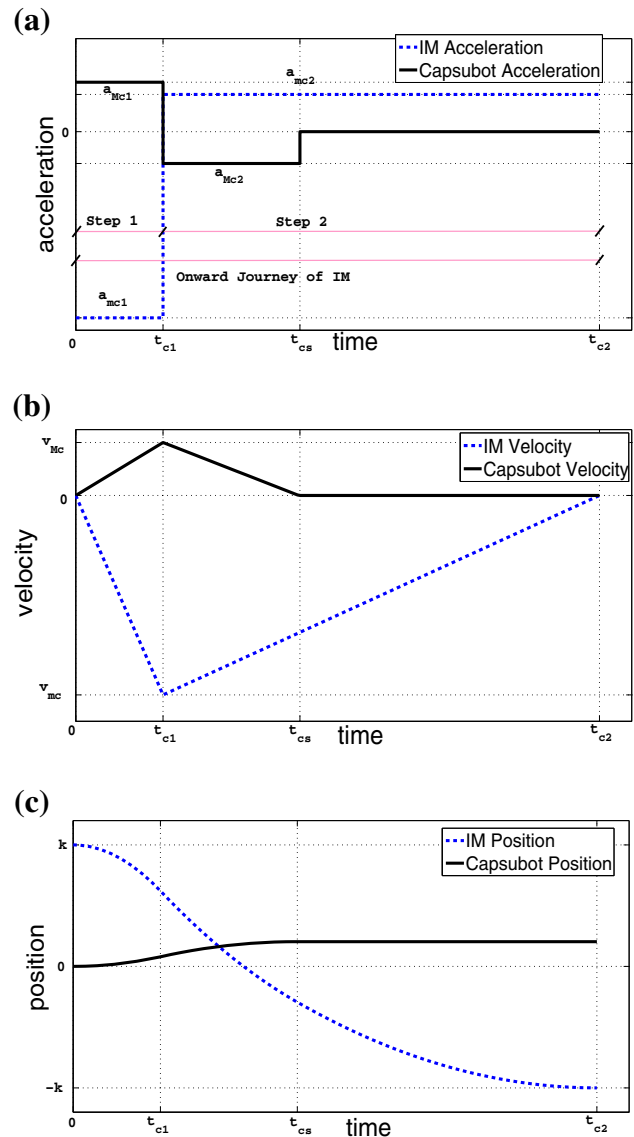 (a)
IM Acceleration
Capsubot Acceleration
a_Mc1
a_mc2
0
a_Mc2
acceleration
Step 1
Step 2
Onward Journey of IM
a_mc1
0
t_c1
t_cs
time
t_c2
(b)
v_Mc
IM Velocity
Capsubot Velocity
0
velocity
v_mc
0
t_c1
t_cs
time
t_c2
(c)
k
IM Position
Capsubot Position
position
0
-k
0
t_c1
t_cs
time
t_c2